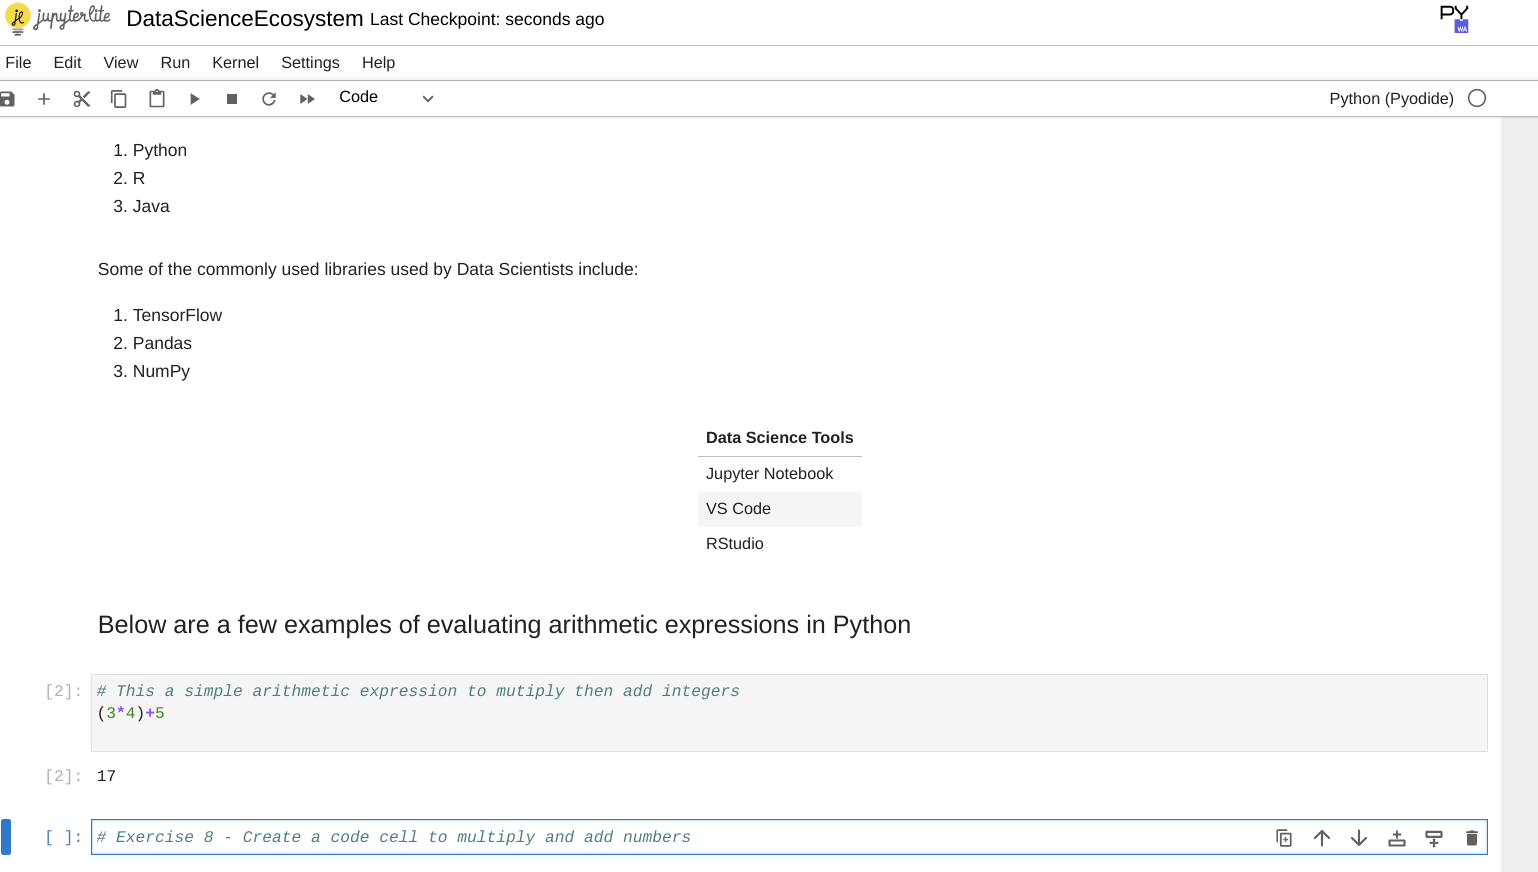 jupyterlite DataScienceEcosystem Last Checkpoint: seconds ago PY WA
File Edit View Run Kernel Settings Help
Code Python (Pyodide)
1. Python
2. R
3. Java
Some of the commonly used libraries used by Data Scientists include:
1. TensorFlow
2. Pandas
3. NumPy
Data Science Tools
Jupyter Notebook
VS Code
RStudio
Below are a few examples of evaluating arithmetic expressions in Python
[2]: # This a simple arithmetic expression to mutiply then add integers
(3*4)+5
[2]: 17
[ ]: # Exercise 8 - Create a code cell to multiply and add numbers